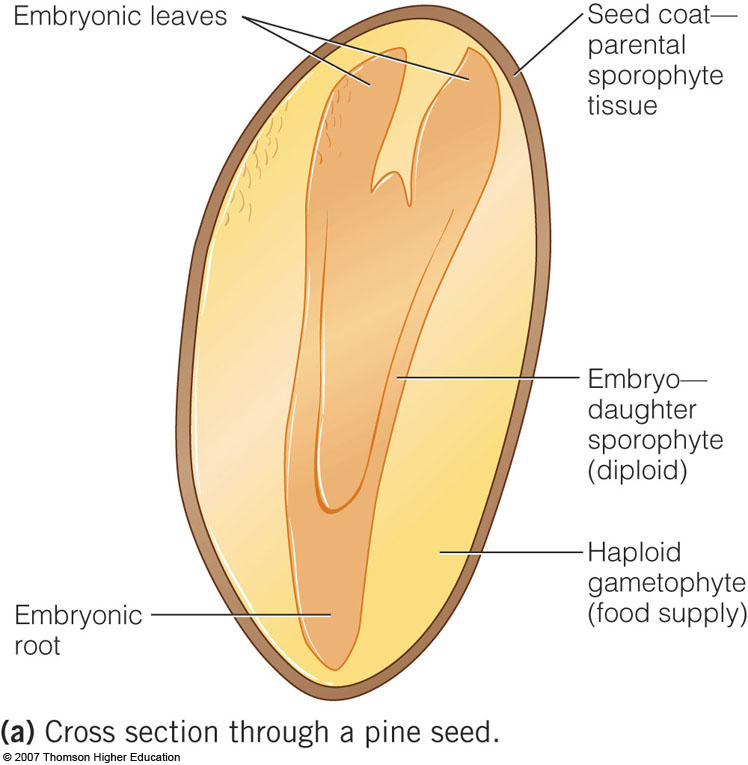 Embryonic leaves
Seed coat—
parental
sporophyte
tissue
Embryo—
daughter
sporophyte
(diploid)
Haploid
gametophyte
(food supply)
Embryonic
root
(a) Cross section through a pine seed.
© 2007 Thomson Higher Education